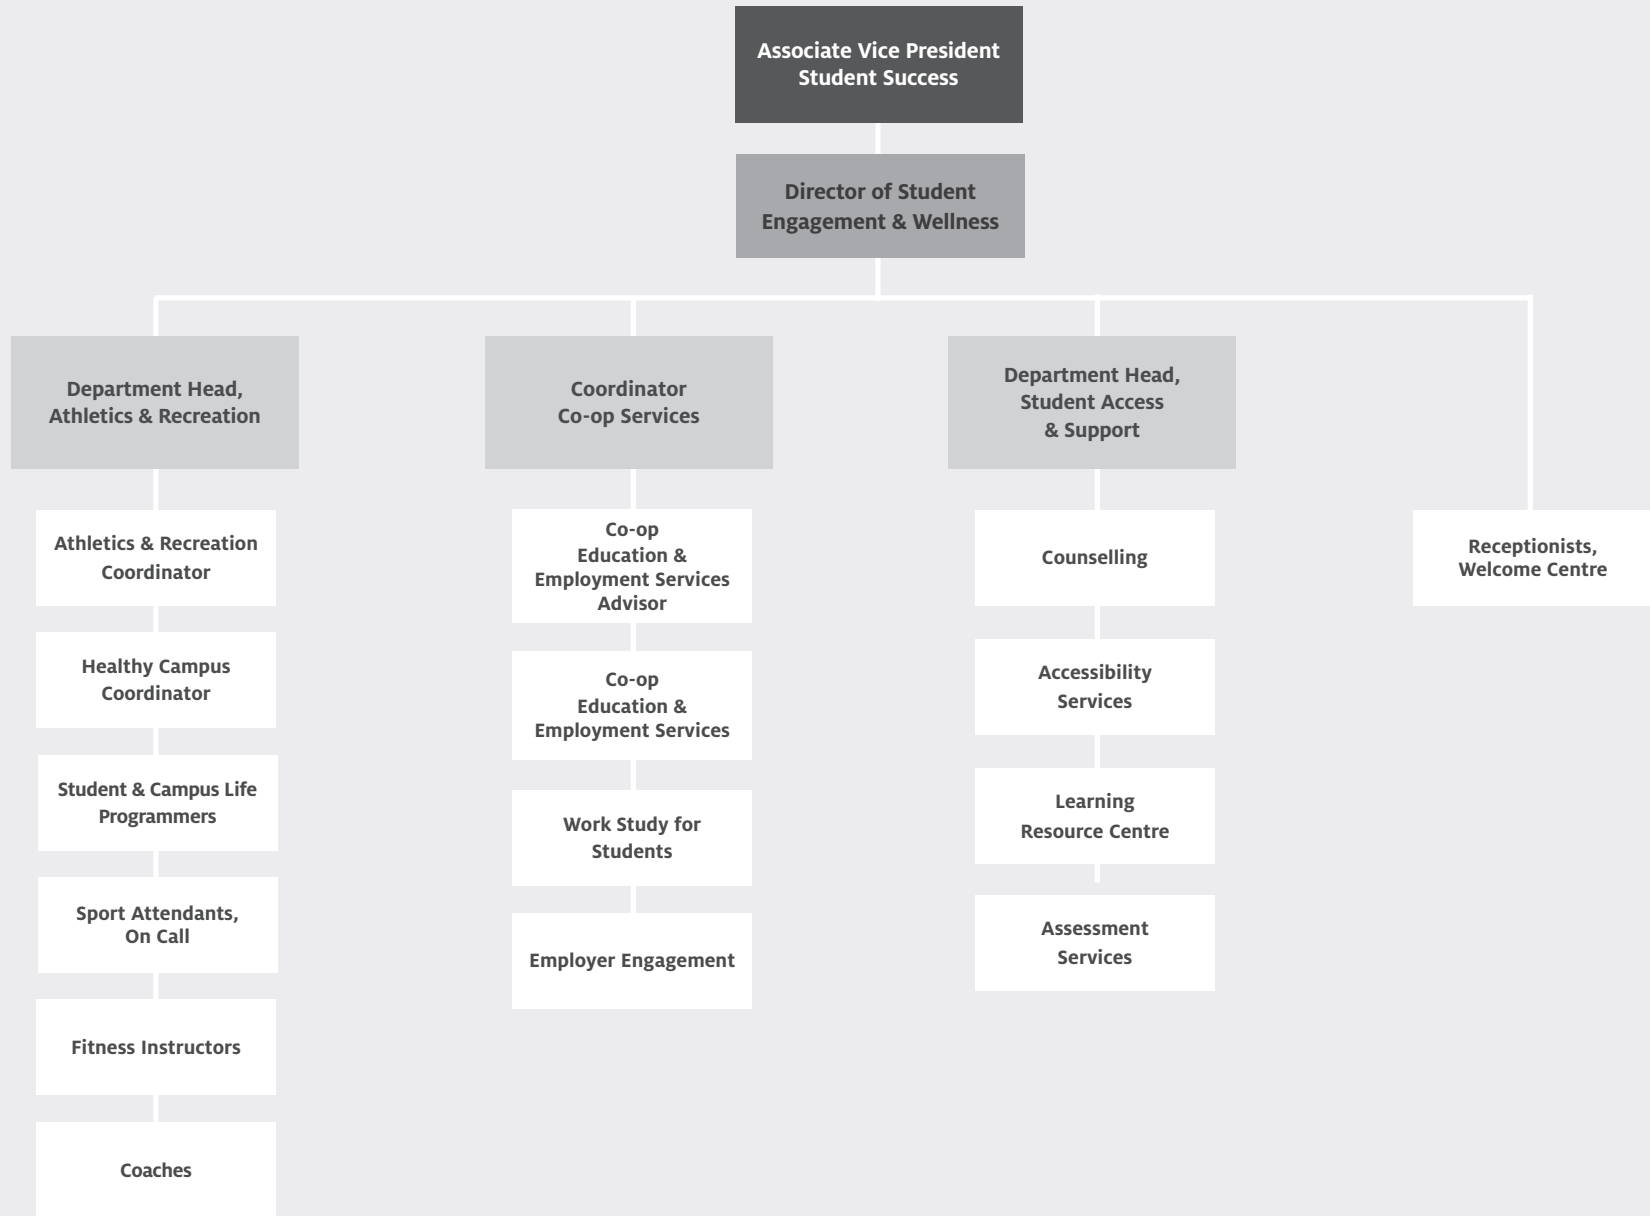 Associate Vice President
Student Success
Director of Student
Engagement & Wellness
Department Head,
Athletics & Recreation
Coordinator
Co-op Services
Department Head,
Student Access
& Support
Athletics & Recreation
Coordinator
Healthy Campus
Coordinator
Student & Campus Life
Programmers
Sport Attendants,
On Call
Fitness Instructors
Coaches
Co-op
Education &
Employment Services
Advisor
Co-op
Education &
Employment Services
Work Study for
Students
Employer Engagement
Counselling
Accessibility
Services
Learning
Resource Centre
Assessment
Services
Receptionists,
Welcome Centre